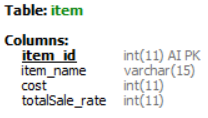 Table: item
Columns:
item_id int(11) AI PK
item_name varchar(15)
cost int(11)
totalSale_rate int(11)